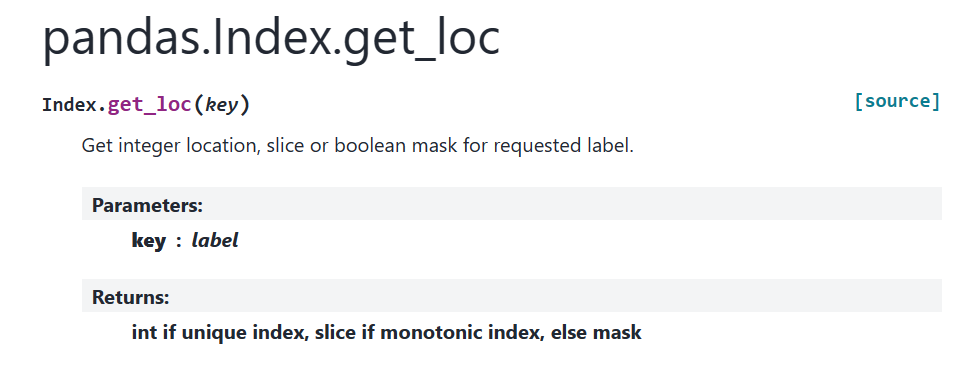 pandas.Index.get_loc
Index.get_loc(key) [source]
Get integer location, slice or boolean mask for requested label.
Parameters:
key : label
Returns:
int if unique index, slice if monotonic index, else mask